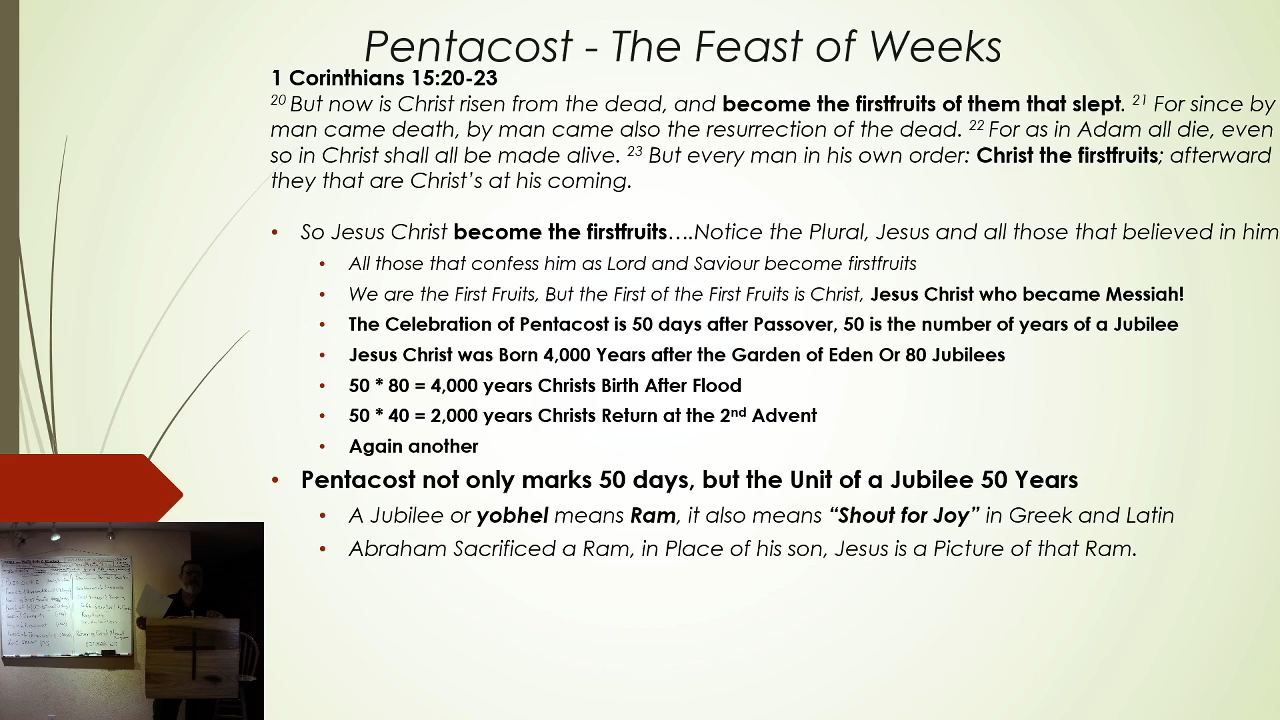 Pentacost - The Feast of Weeks
1 Corinthians 15:20-23
20 But now is Christ risen from the dead, and become the firstfruits of them that slept. 21 For since by
man came death, by man came also the resurrection of the dead. 22 For as in Adam all die, even
so in Christ shall all be made alive. 23 But every man in his own order: Christ the firstfruits; afterward
they that are Christ's at his coming.
• So Jesus Christ become the firstfruits….Notice the Plural, Jesus and all those that believed in him
• All those that confess him as Lord and Saviour become firstfruits
• We are the First Fruits, But the First of the First Fruits is Christ, Jesus Christ who became Messiah!
• The Celebration of Pentacost is 50 days after Passover, 50 is the number of years of a Jubilee
• Jesus Christ was Born 4,000 Years after the Garden of Eden Or 80 Jubilees
• 50 * 80 = 4,000 years Christs Birth After Flood
• 50 * 40 = 2,000 years Christs Return at the 2nd Advent
• Again another
• Pentacost not only marks 50 days, but the Unit of a Jubilee 50 Years
• A Jubilee or yobhel means Ram, it also means “Shout for Joy” in Greek and Latin
• Abraham Sacrificed a Ram, in Place of his son, Jesus is a Picture of that Ram.